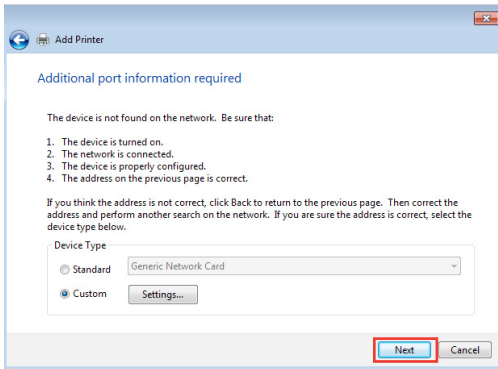 Add Printer
Additional port information required
The device is not found on the network. Be sure that:
1. The device is turned on.
2. The network is connected.
3. The device is properly configured.
4. The address on the previous page is correct.
If you think the address is not correct, click Back to return to the previous page. Then correct the
address and perform another search on the network. If you are sure the address is correct, select the
device type below.
Device Type
Standard
Generic Network Card
Custom
Settings...
Next
Cancel